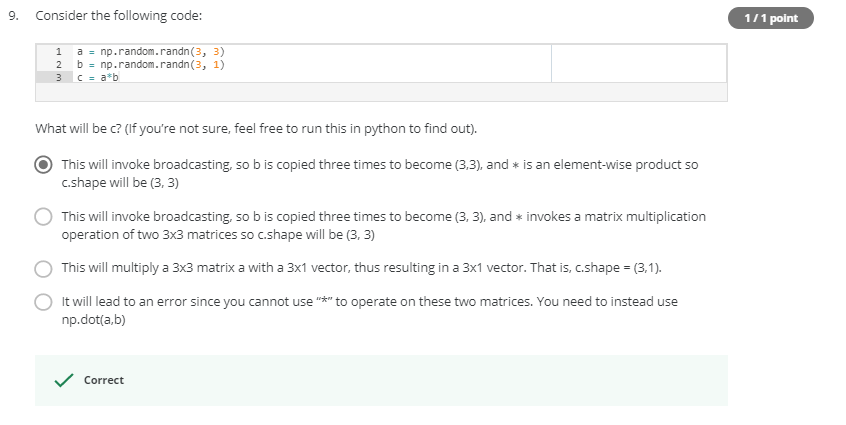 9. Consider the following code:
1/1 point
1 a = np.random.randn(3, 3)
2 b = np.random.randn(3, 1)
3 c = a*b
What will be c? (If you're not sure, feel free to run this in python to find out).
This will invoke broadcasting, so b is copied three times to become (3,3), and * is an element-wise product so
c.shape will be (3, 3)
This will invoke broadcasting, so b is copied three times to become (3, 3), and * invokes a matrix multiplication
operation of two 3x3 matrices so c.shape will be (3, 3)
This will multiply a 3x3 matrix a with a 3x1 vector, thus resulting in a 3x1 vector. That is, c.shape = (3,1).
It will lead to an error since you cannot use “*” to operate on these two matrices. You need to instead use
np.dot(a,b)
Correct